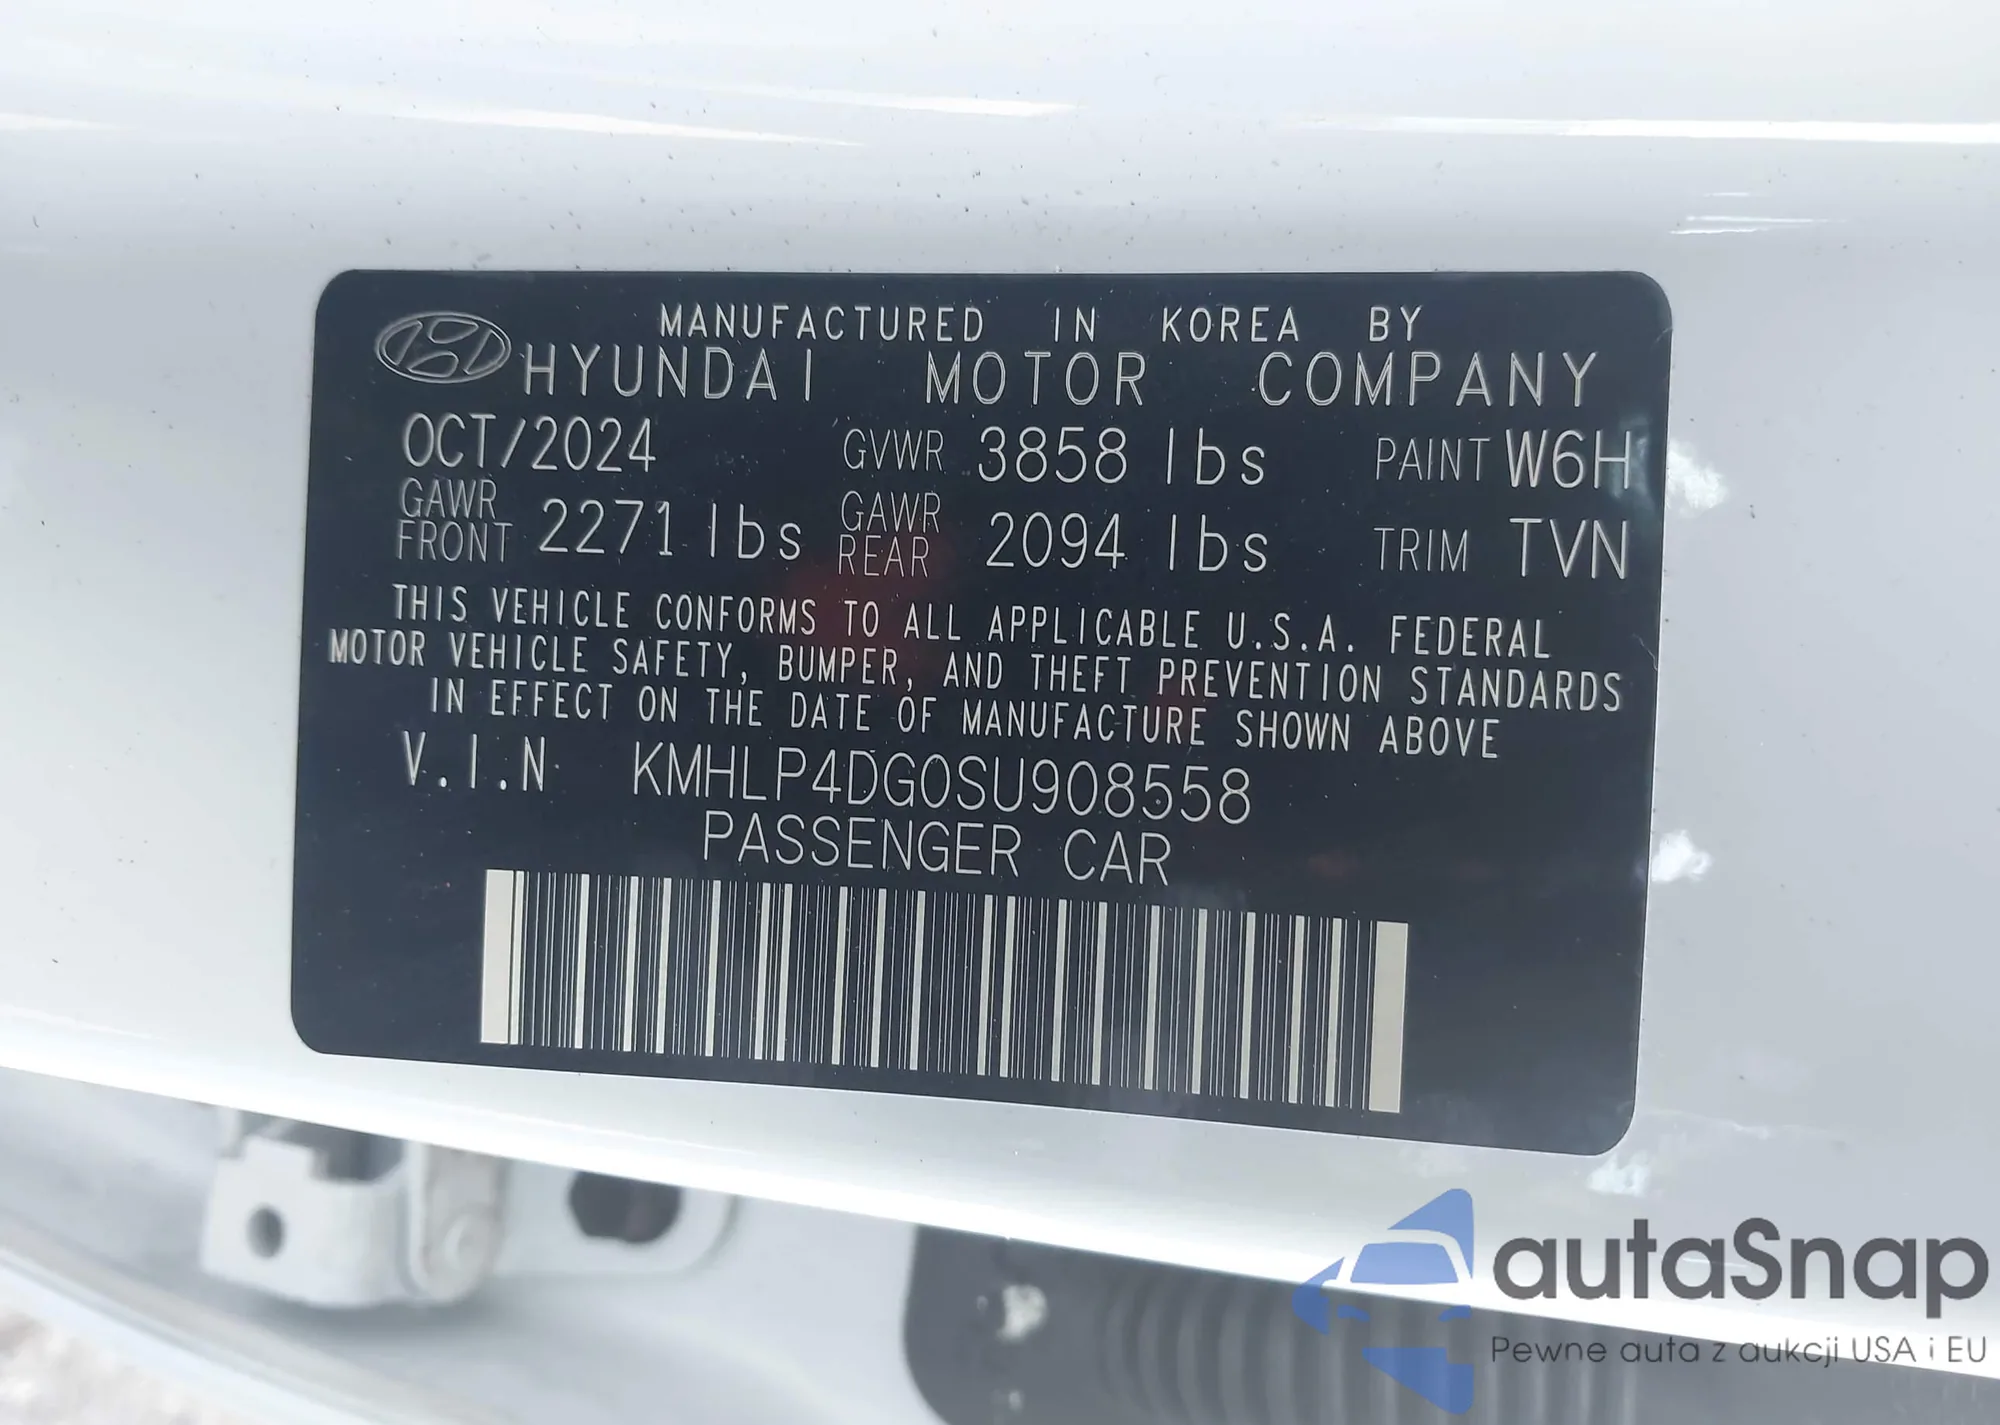 MANUFACTURED IN KOREA BY
HYUNDAI MOTOR COMPANY
OCT/2024 GVWR 3858 lbs PAINT W6H
GAWR FRONT 2271 lbs GAWR REAR 2094 lbs TRIM TVN
THIS VEHICLE CONFORMS TO ALL APPLICABLE U.S.A. FEDERAL
MOTOR VEHICLE SAFETY, BUMPER, AND THEFT PREVENTION STANDARDS
IN EFFECT ON THE DATE OF MANUFACTURE SHOWN ABOVE
V.I.N KMHLP4DG0SU908558
PASSENGER CAR
autaSnap
Pewne auta z aukcji USA i EU